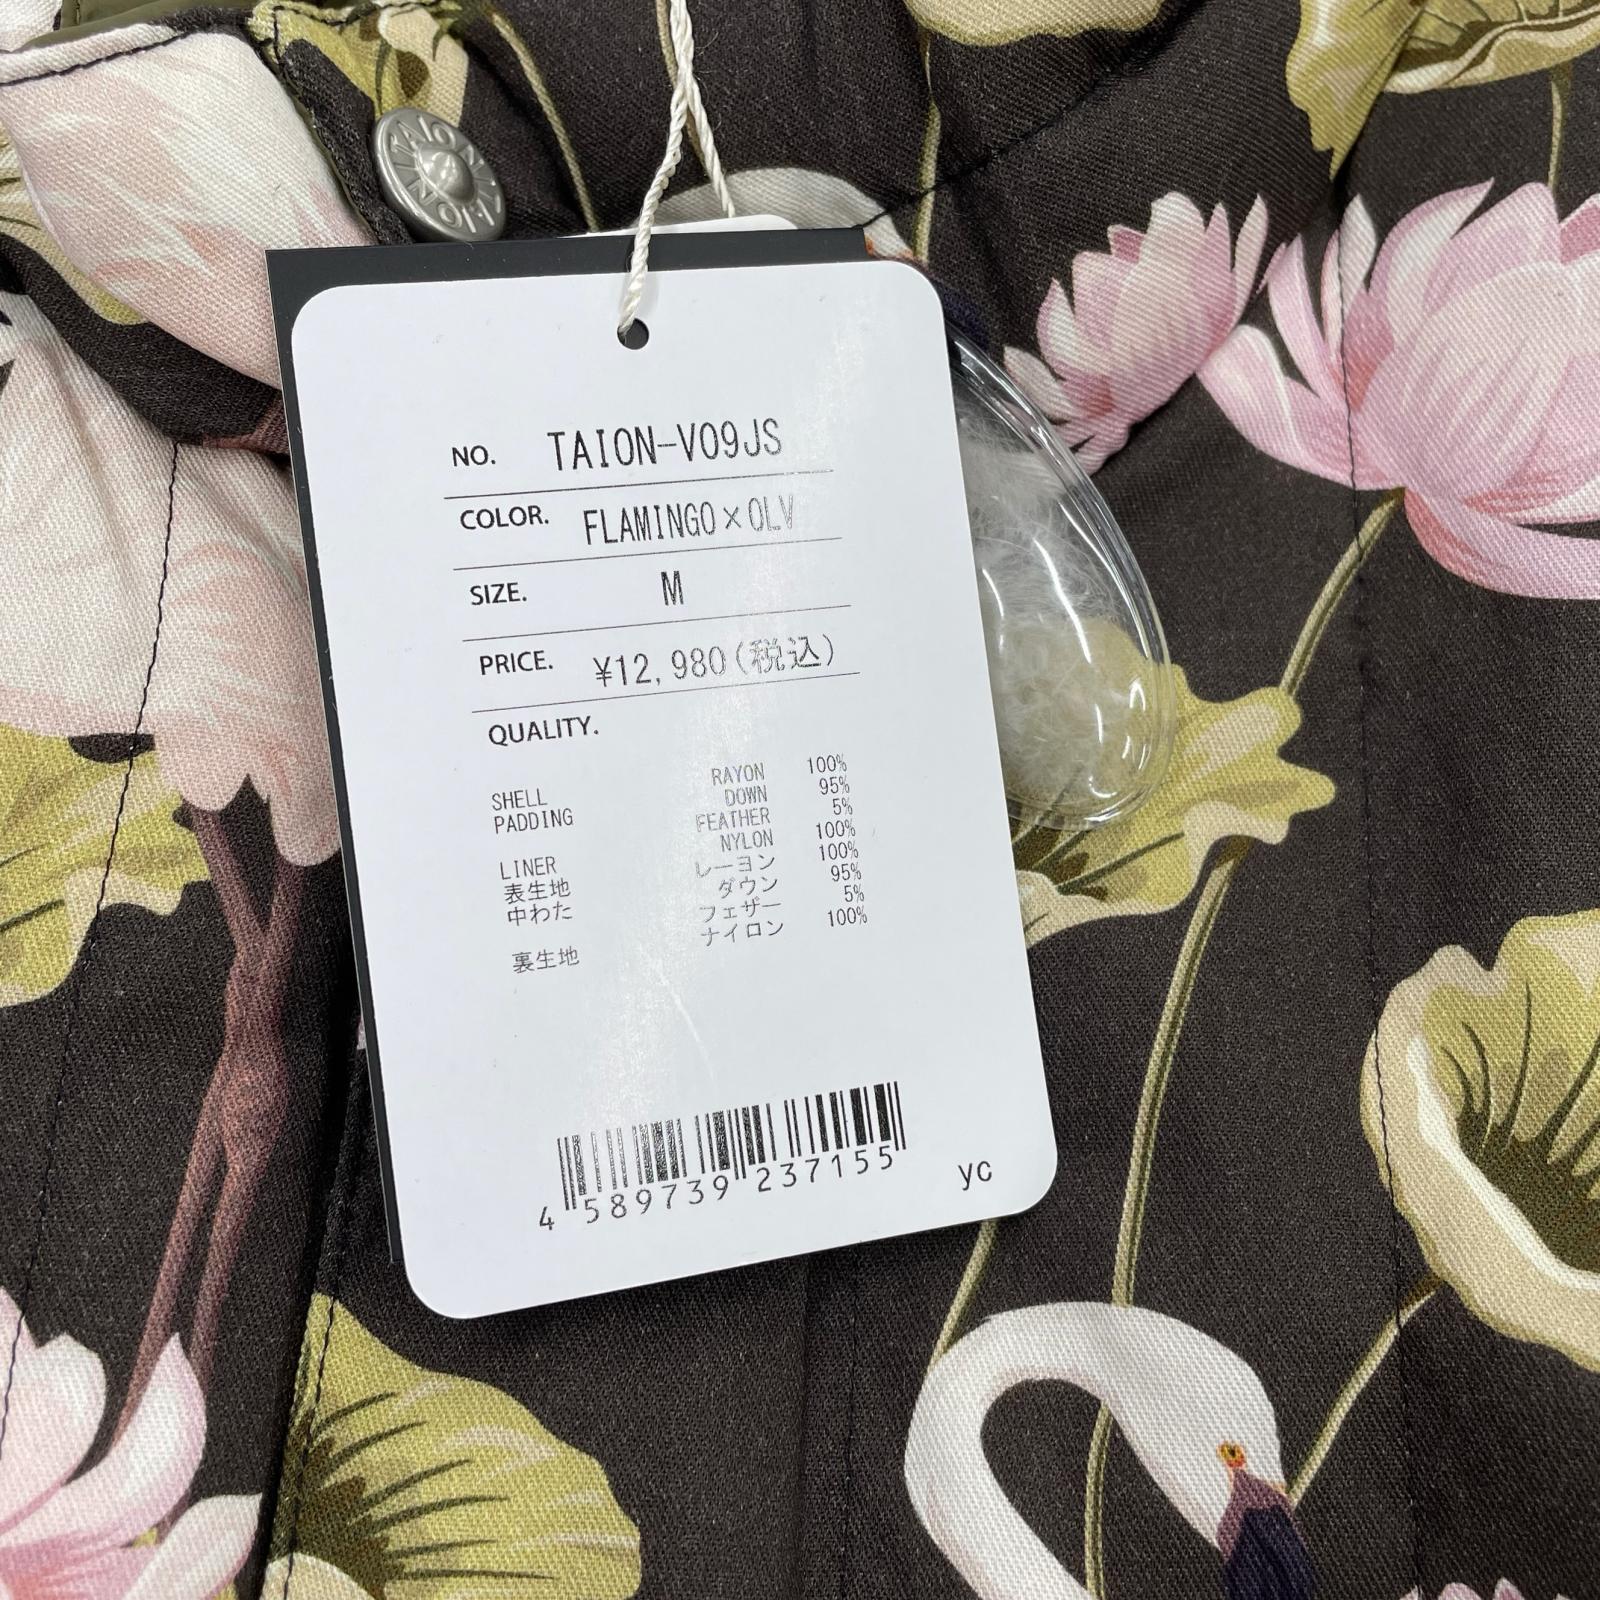 TAION TAION
NO. TAION-V09JS
COLOR. FLAMINGO×OLV
SIZE. M
PRICE. ¥12,980(税込)
QUALITY.
SHELL RAYON 100%
PADDING DOWN 95%
FEATHER 5%
LINER NYLON 100%
表生地 レーヨン 100%
中わた ダウン 95%
フェザー 5%
裏生地 ナイロン 100%
4 589739 237155
yc